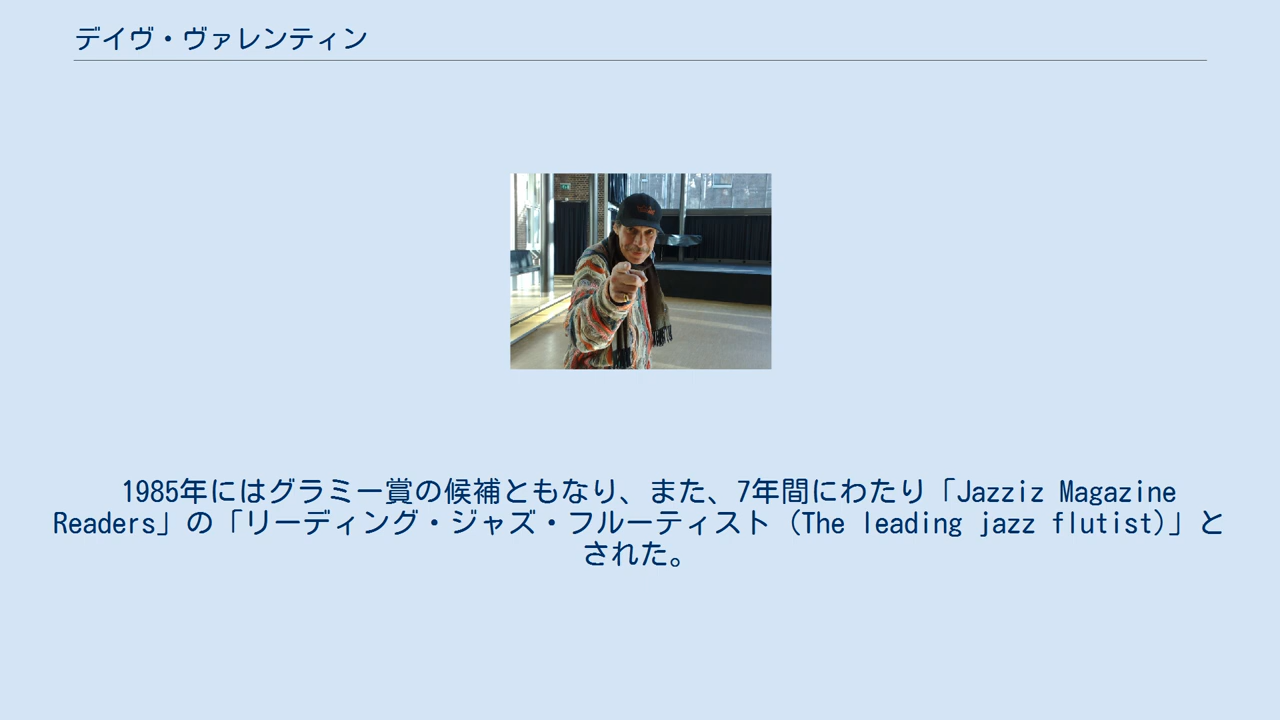 デイヴ・ヴァレンティン
1985年にはグラミー賞の候補ともなり、また、7年間にわたり「Jazziz Magazine
Readers」の「リーディング・ジャズ・フルーティスト（The leading jazz flutist)」と
された。